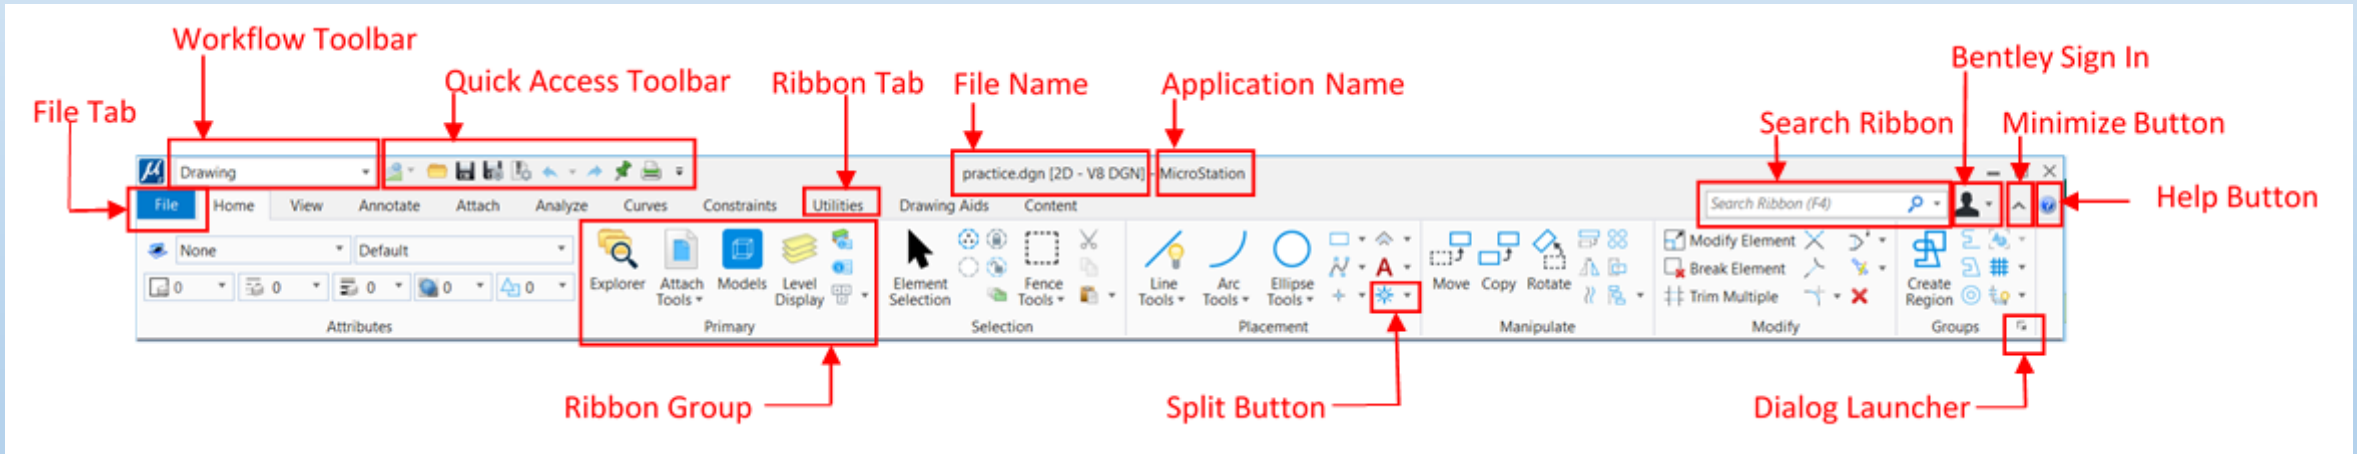 Workflow Toolbar
Bentley Sign In
Quick Access Toolbar
Ribbon Tab
File Name
Application Name
File Tab
Search Ribbon
Minimize Button
Drawing
practice.dgn [2D - V8 DGN] - MicroStation
Help Button
File Home View Annotate Attach Analyze Curves Constraints Utilities Drawing Aids Content
Search Ribbon (F4)
None
Default
0 0 0 0 0
Attributes
Explorer
Attach Tools
Models
Level Display
Primary
Element Selection
Fence Tools
Selection
Line Tools
Arc Tools
Ellipse Tools
A
Placement
Move
Copy
Rotate
Manipulate
Modify Element
Break Element
Trim Multiple
Modify
Create Region
Groups
Ribbon Group
Split Button
Dialog Launcher